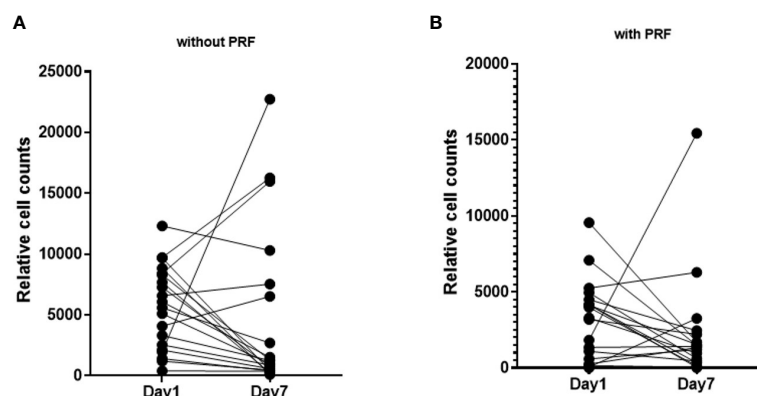 A
without PRF
Relative cell counts
25000
20000
15000
10000
5000
0
Day1
Day7
B
with PRF
Relative cell counts
20000
15000
10000
5000
0
Day1
Day7